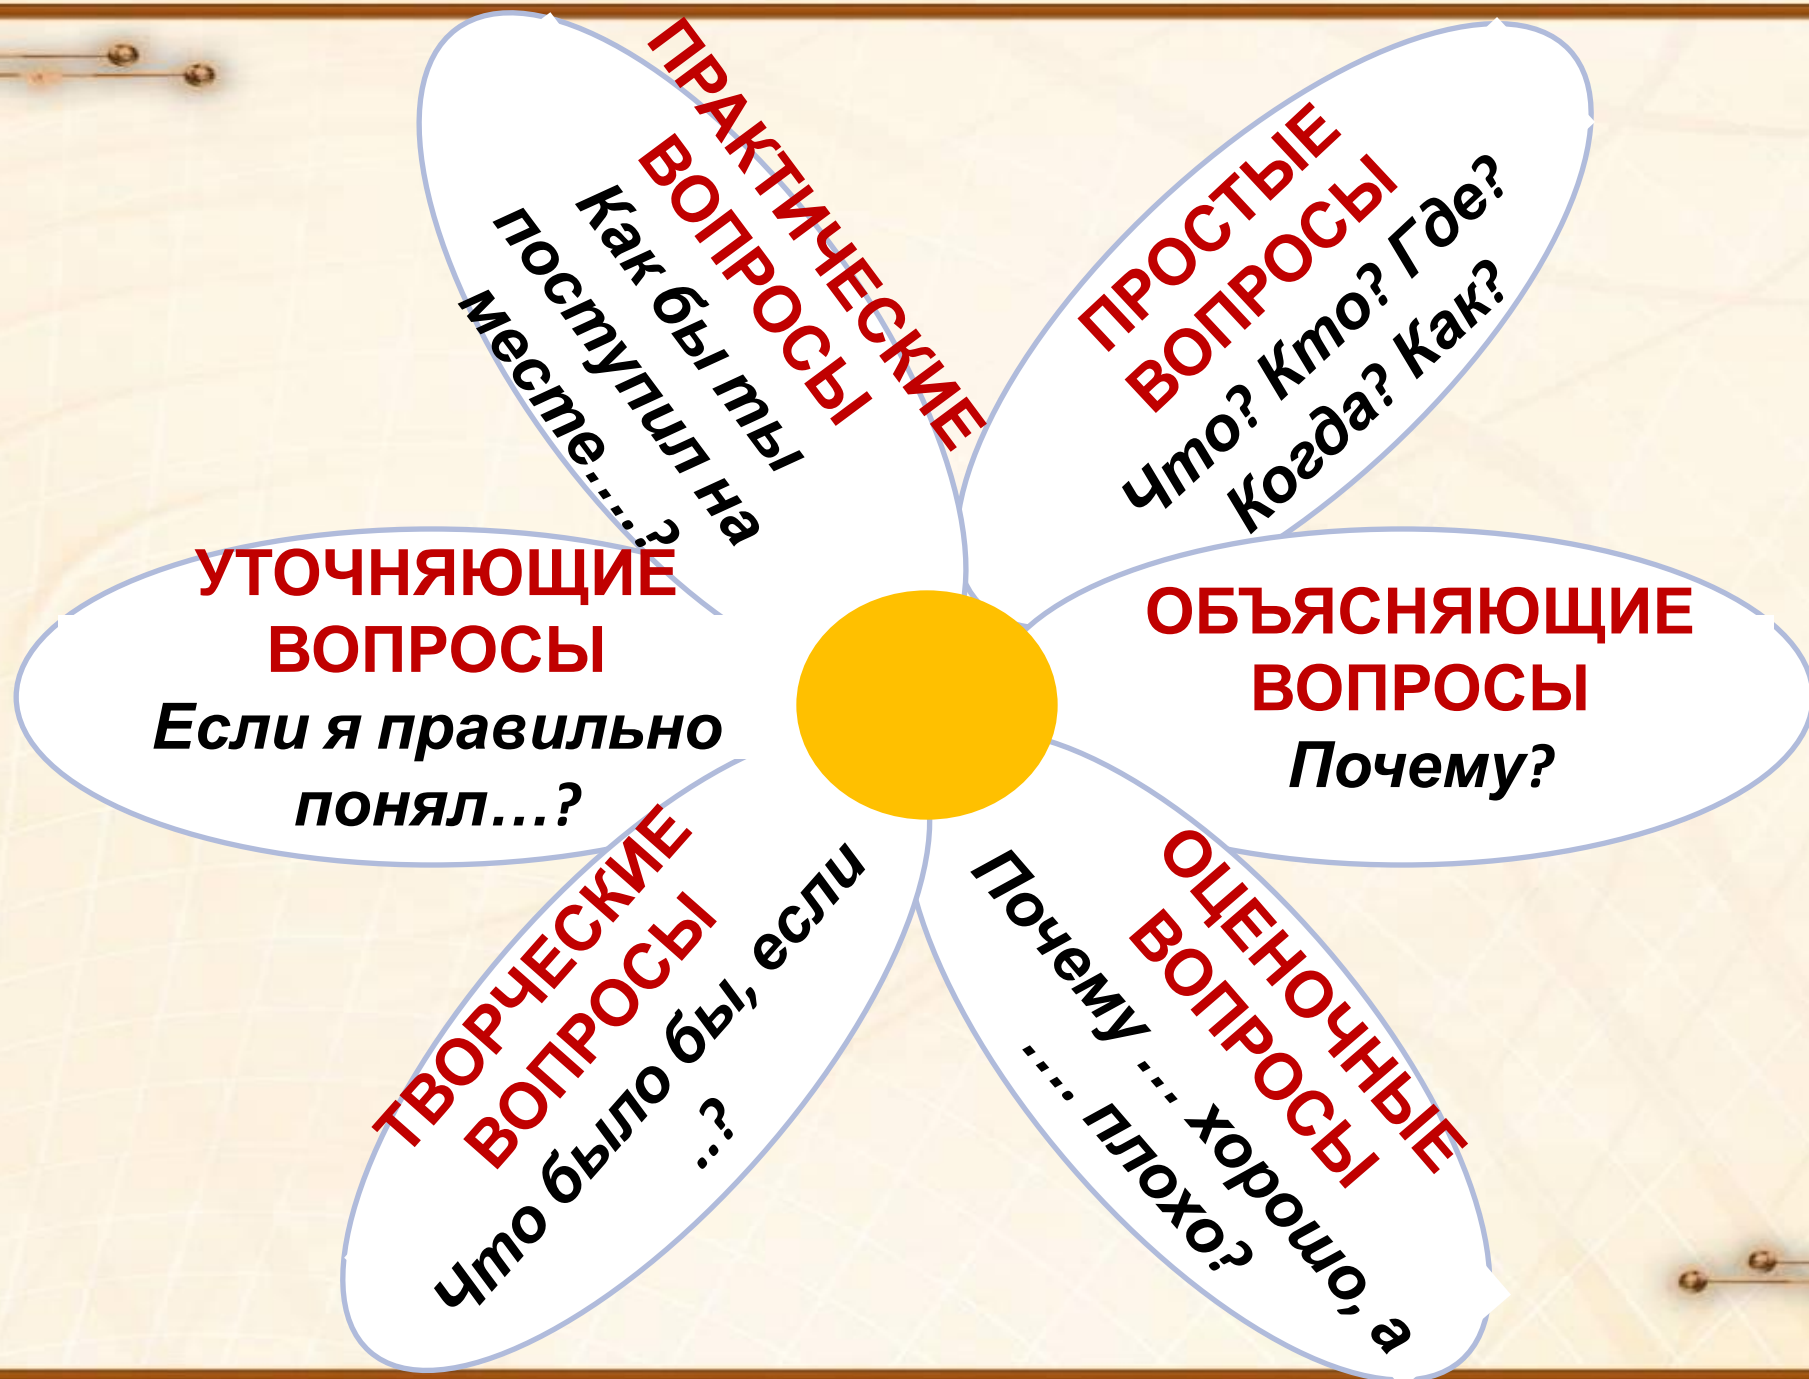 ПРАКТИЧЕСКИЕ
ВОПРОСЫ
Как бы ты
поступил на
месте.....?
ПРОСТЫЕ
ВОПРОСЫ
Что? Кто? Где?
Когда? Как?
УТОЧНЯЮЩИЕ
ВОПРОСЫ
Если я правильно
понял...?
ОБЪЯСНЯЮЩИЕ
ВОПРОСЫ
Почему?
ТВОРЧЕСКИЕ
ВОПРОСЫ
Что было бы, если
..?
ОЦЕНОЧНЫЕ
ВОПРОСЫ
Почему ... хорошо, а
.... плохо?